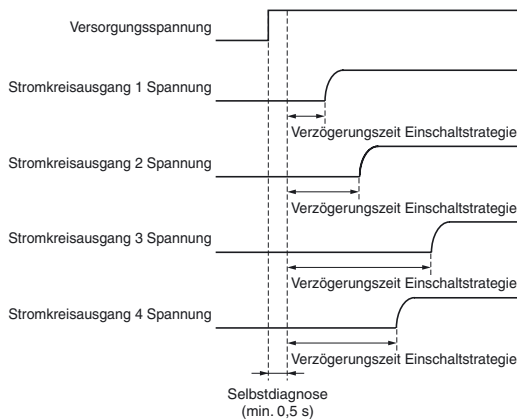 Versorgungsspannung
Stromkreisausgang 1 Spannung
Verzögerungszeit Einschaltstrategie
Stromkreisausgang 2 Spannung
Verzögerungszeit Einschaltstrategie
Stromkreisausgang 3 Spannung
Verzögerungszeit Einschaltstrategie
Stromkreisausgang 4 Spannung
Verzögerungszeit Einschaltstrategie
Selbstdiagnose
(min. 0,5 s)